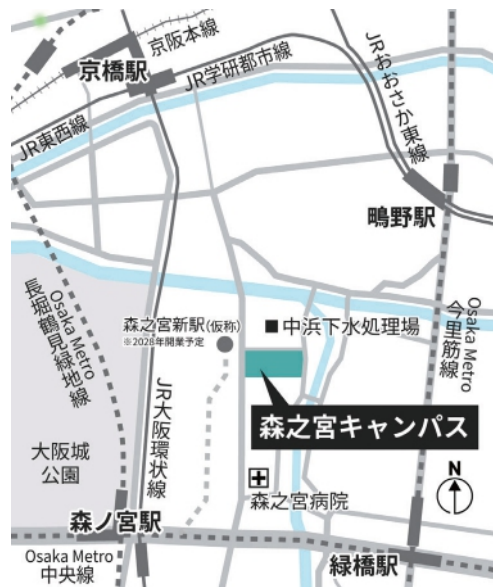 京阪本線
京橋駅
JR学研都市線
JR東西線
JRおおさか東線
鴫野駅
Osaka Metro
長堀鶴見緑地線
森之宮新駅(仮称)
※2028年開業予定
中浜下水処理場
Osaka Metro
今里筋線
JR大阪環状線
森之宮キャンパス
大阪城
公園
N
森之宮病院
森ノ宮駅
Osaka Metro
中央線
緑橋駅